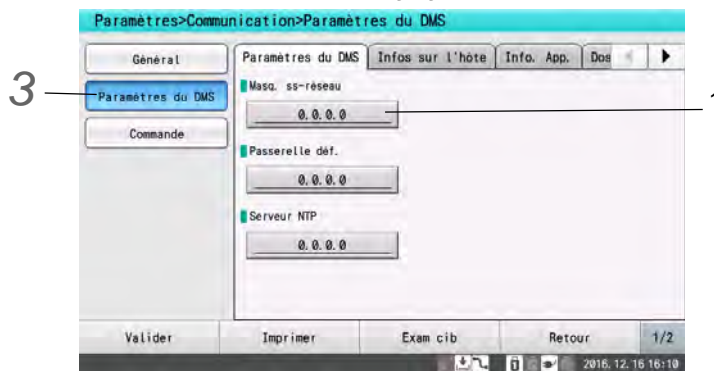 Paramètres>Communication>Paramètres du DMS
Général
Paramètres du DMS
Infos sur l'hôte
Info. App.
Dos
3
Paramètres du DMS
Masq. ss-réseau
0.0.0.0
Commande
Passerelle déf.
0.0.0.0
Serveur NTP
0.0.0.0
Valider
Imprimer
Exam cib
Retour
1/2
2016.12.16 16:10